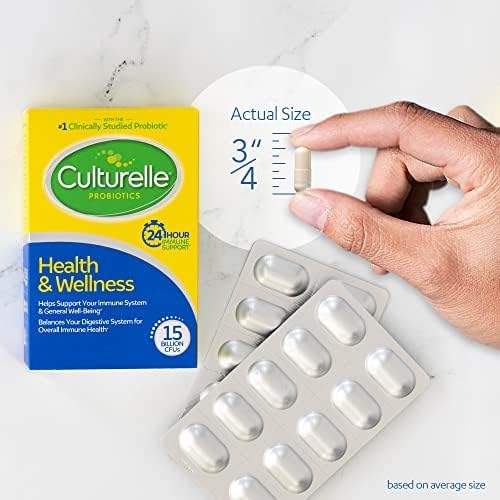 WITH THE
#1 Clinically Studied Probiotic*
Culturelle®
PROBIOTICS
24-HOUR
IMMUNE
SUPPORT*
Health
& Wellness
Helps Support Your Immune System
& General Well-Being*
Balances Your Digestive System for
Overall Immune Health*
15
BILLION
CFUs
Actual Size
3/4"
based on average size